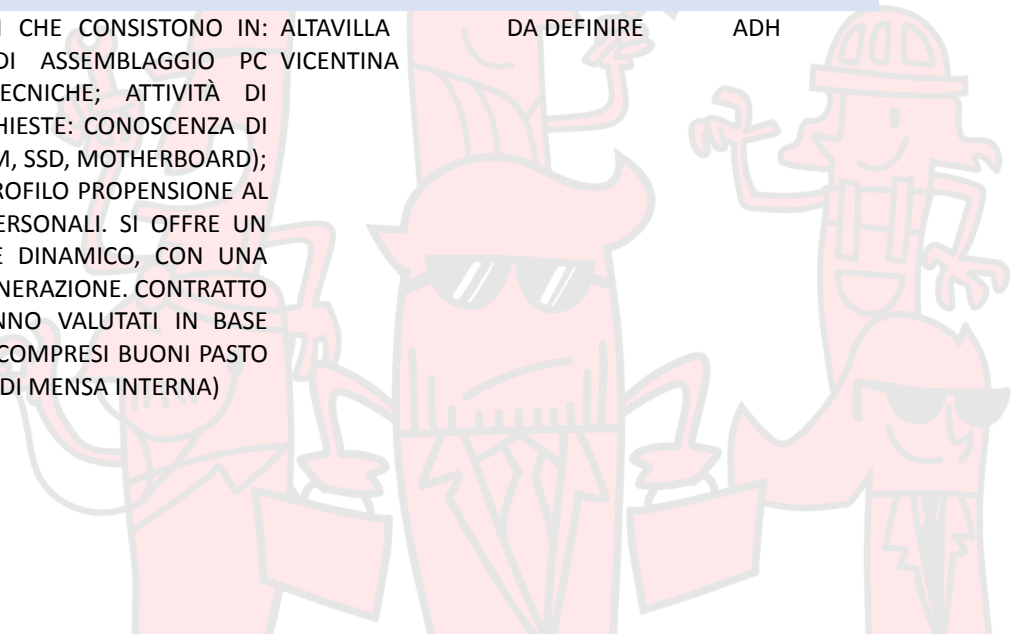 CHE CONSISTONO IN: ALTAVILLA DA DEFINIRE ADH
DI ASSEMBLAGGIO PC VICENTINA
ECNICHE; ATTIVITÀ DI
HIESTE: CONOSCENZA DI
M, SSD, MOTHERBOARD);
ROFILO PROPENSIONE AL
ERSONALI. SI OFFRE UN
E DINAMICO, CON UNA
NERAZIONE. CONTRATTO
NNO VALUTATI IN BASE
COMPRESI BUONI PASTO
DI MENSA INTERNA)